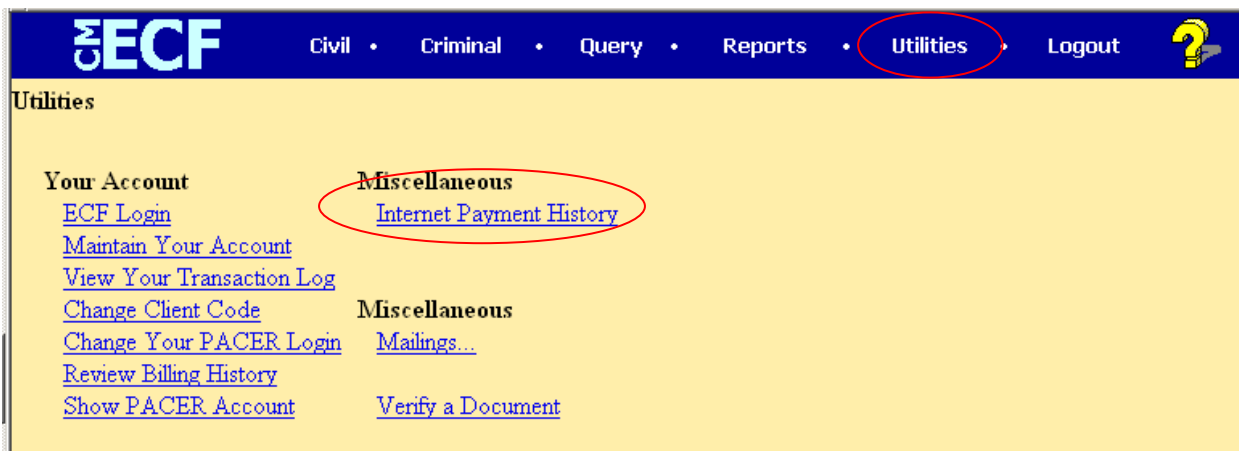 CM ECF Civil • Criminal • Query • Reports • Utilities • Logout ?
Utilities
Your Account
ECF Login
Maintain Your Account
View Your Transaction Log
Change Client Code
Change Your PACER Login
Review Billing History
Show PACER Account
Miscellaneous
Internet Payment History
Miscellaneous
Mailings...
Verify a Document